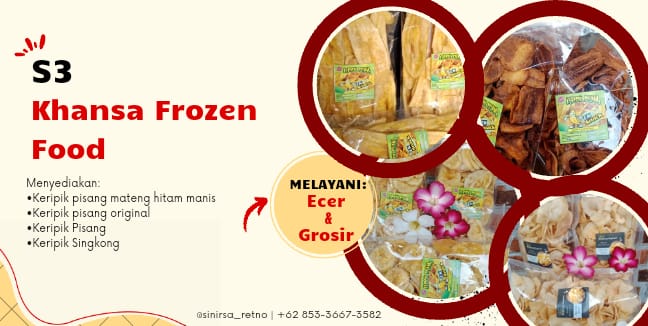 S3
Khansa Frozen
Food
Menyediakan:
•Keripik pisang mateng hitam manis
•Keripik pisang original
•Keripik Pisang
•Keripik Singkong
MELAYANI:
Ecer
&
Grosir
@sinirsa_retno | +62 853-3667-3582